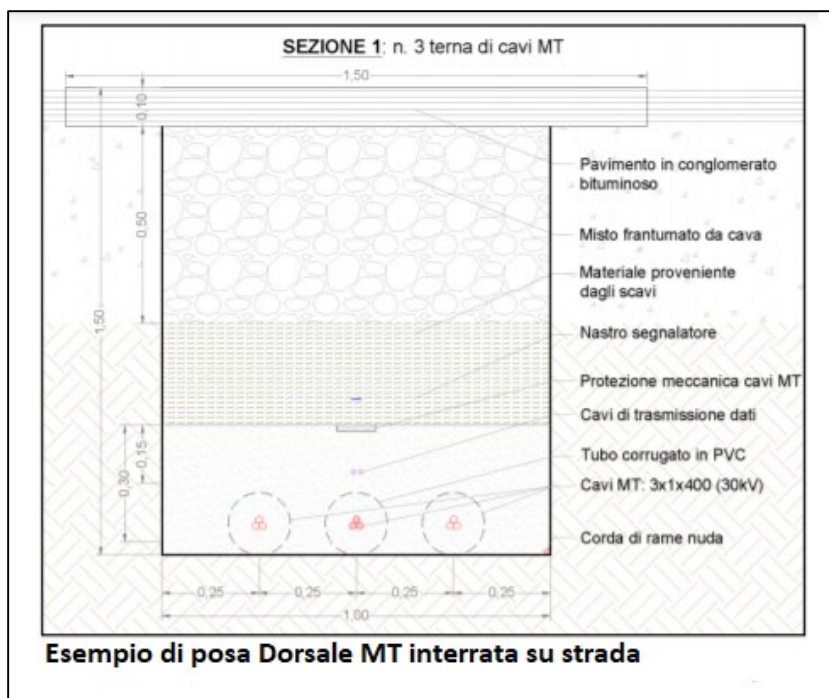 SEZIONE 1: n. 3 terna di cavi MT
1,50
0,10
0,50
1,50
0,15
0,30
Pavimento in conglomerato
bituminoso
Misto frantumato da cava
Materiale proveniente
dagli scavi
Nastro segnalatore
Protezione meccanica cavi MT
Cavi di trasmissione dati
Tubo corrugato in PVC
Cavi MT: 3x1x400 (30kV)
Corda di rame nuda
0,25
0,25
0,25
0,25
1,00
Esempio di posa Dorsale MT interrata su strada